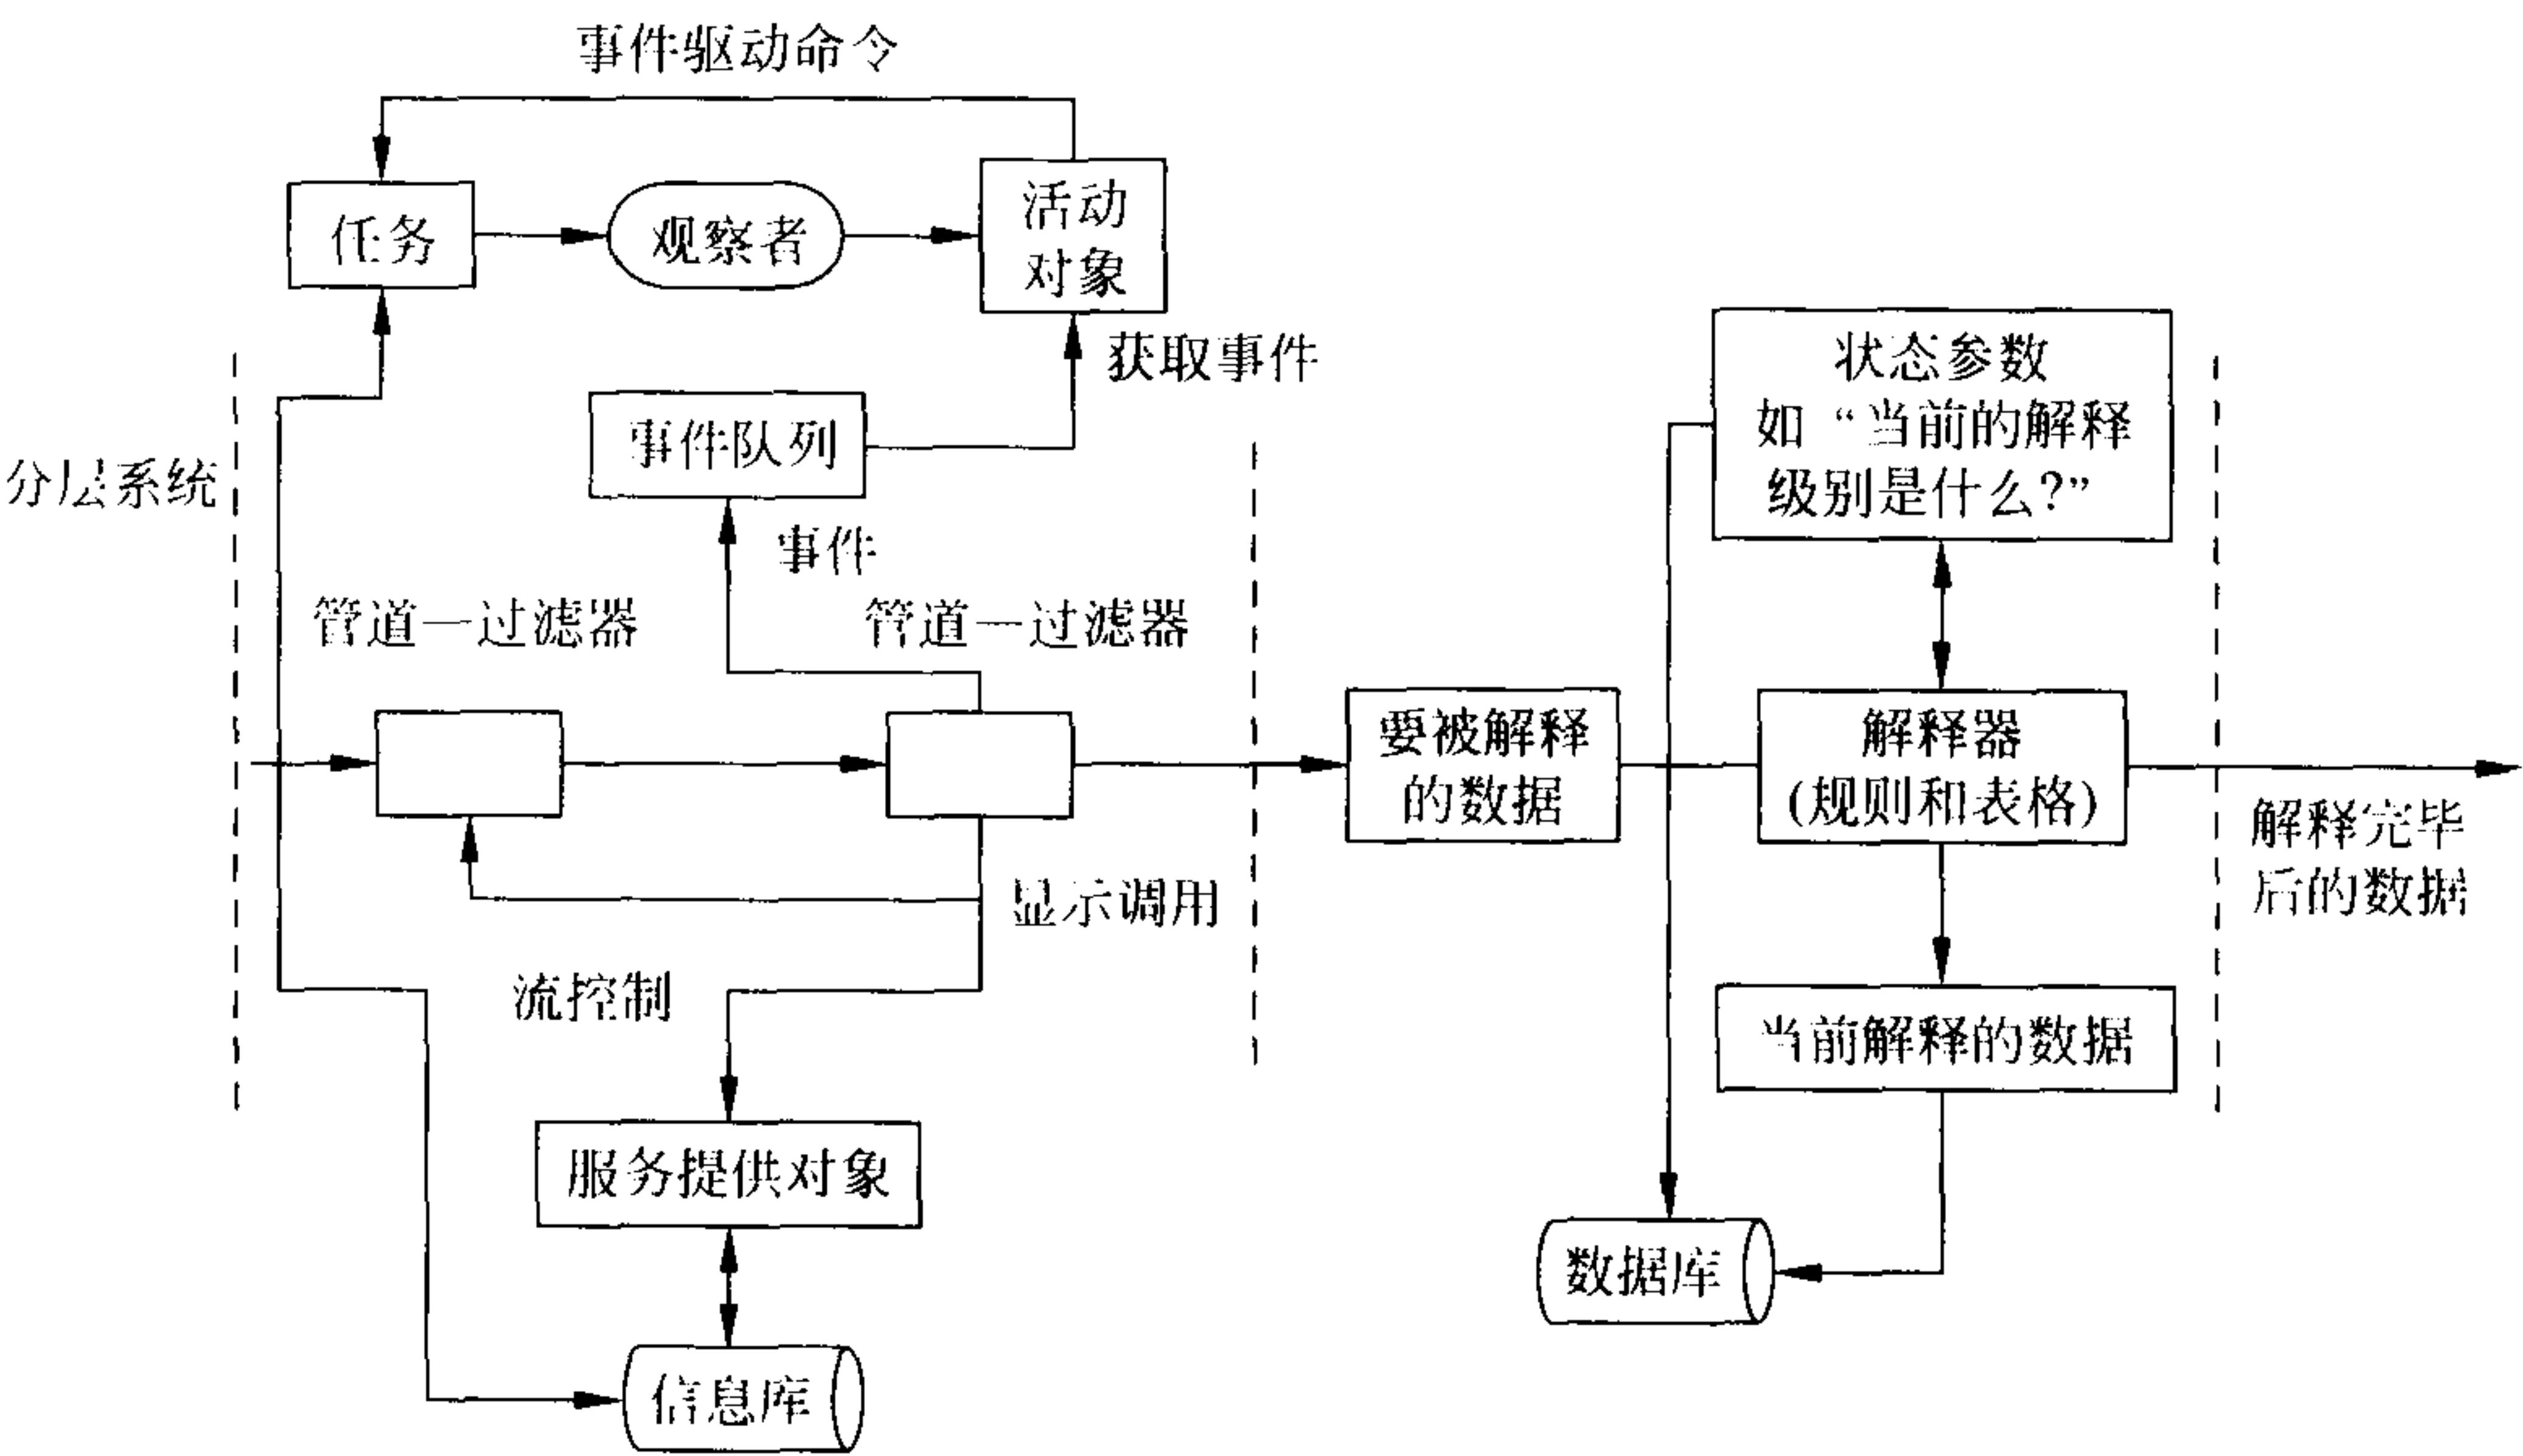 事件驱动命令
任务
观察者
活动
对象
获取事件
事件队列
分层系统
事件
管道—过滤器
管道—过滤器
状态参数
如“当前的解释
级别是什么?”
要被解释
的数据
解释器
(规则和表格)
解释完毕
后的数据
显示调用
流控制
当前解释的数据
服务提供对象
数据库
信息库